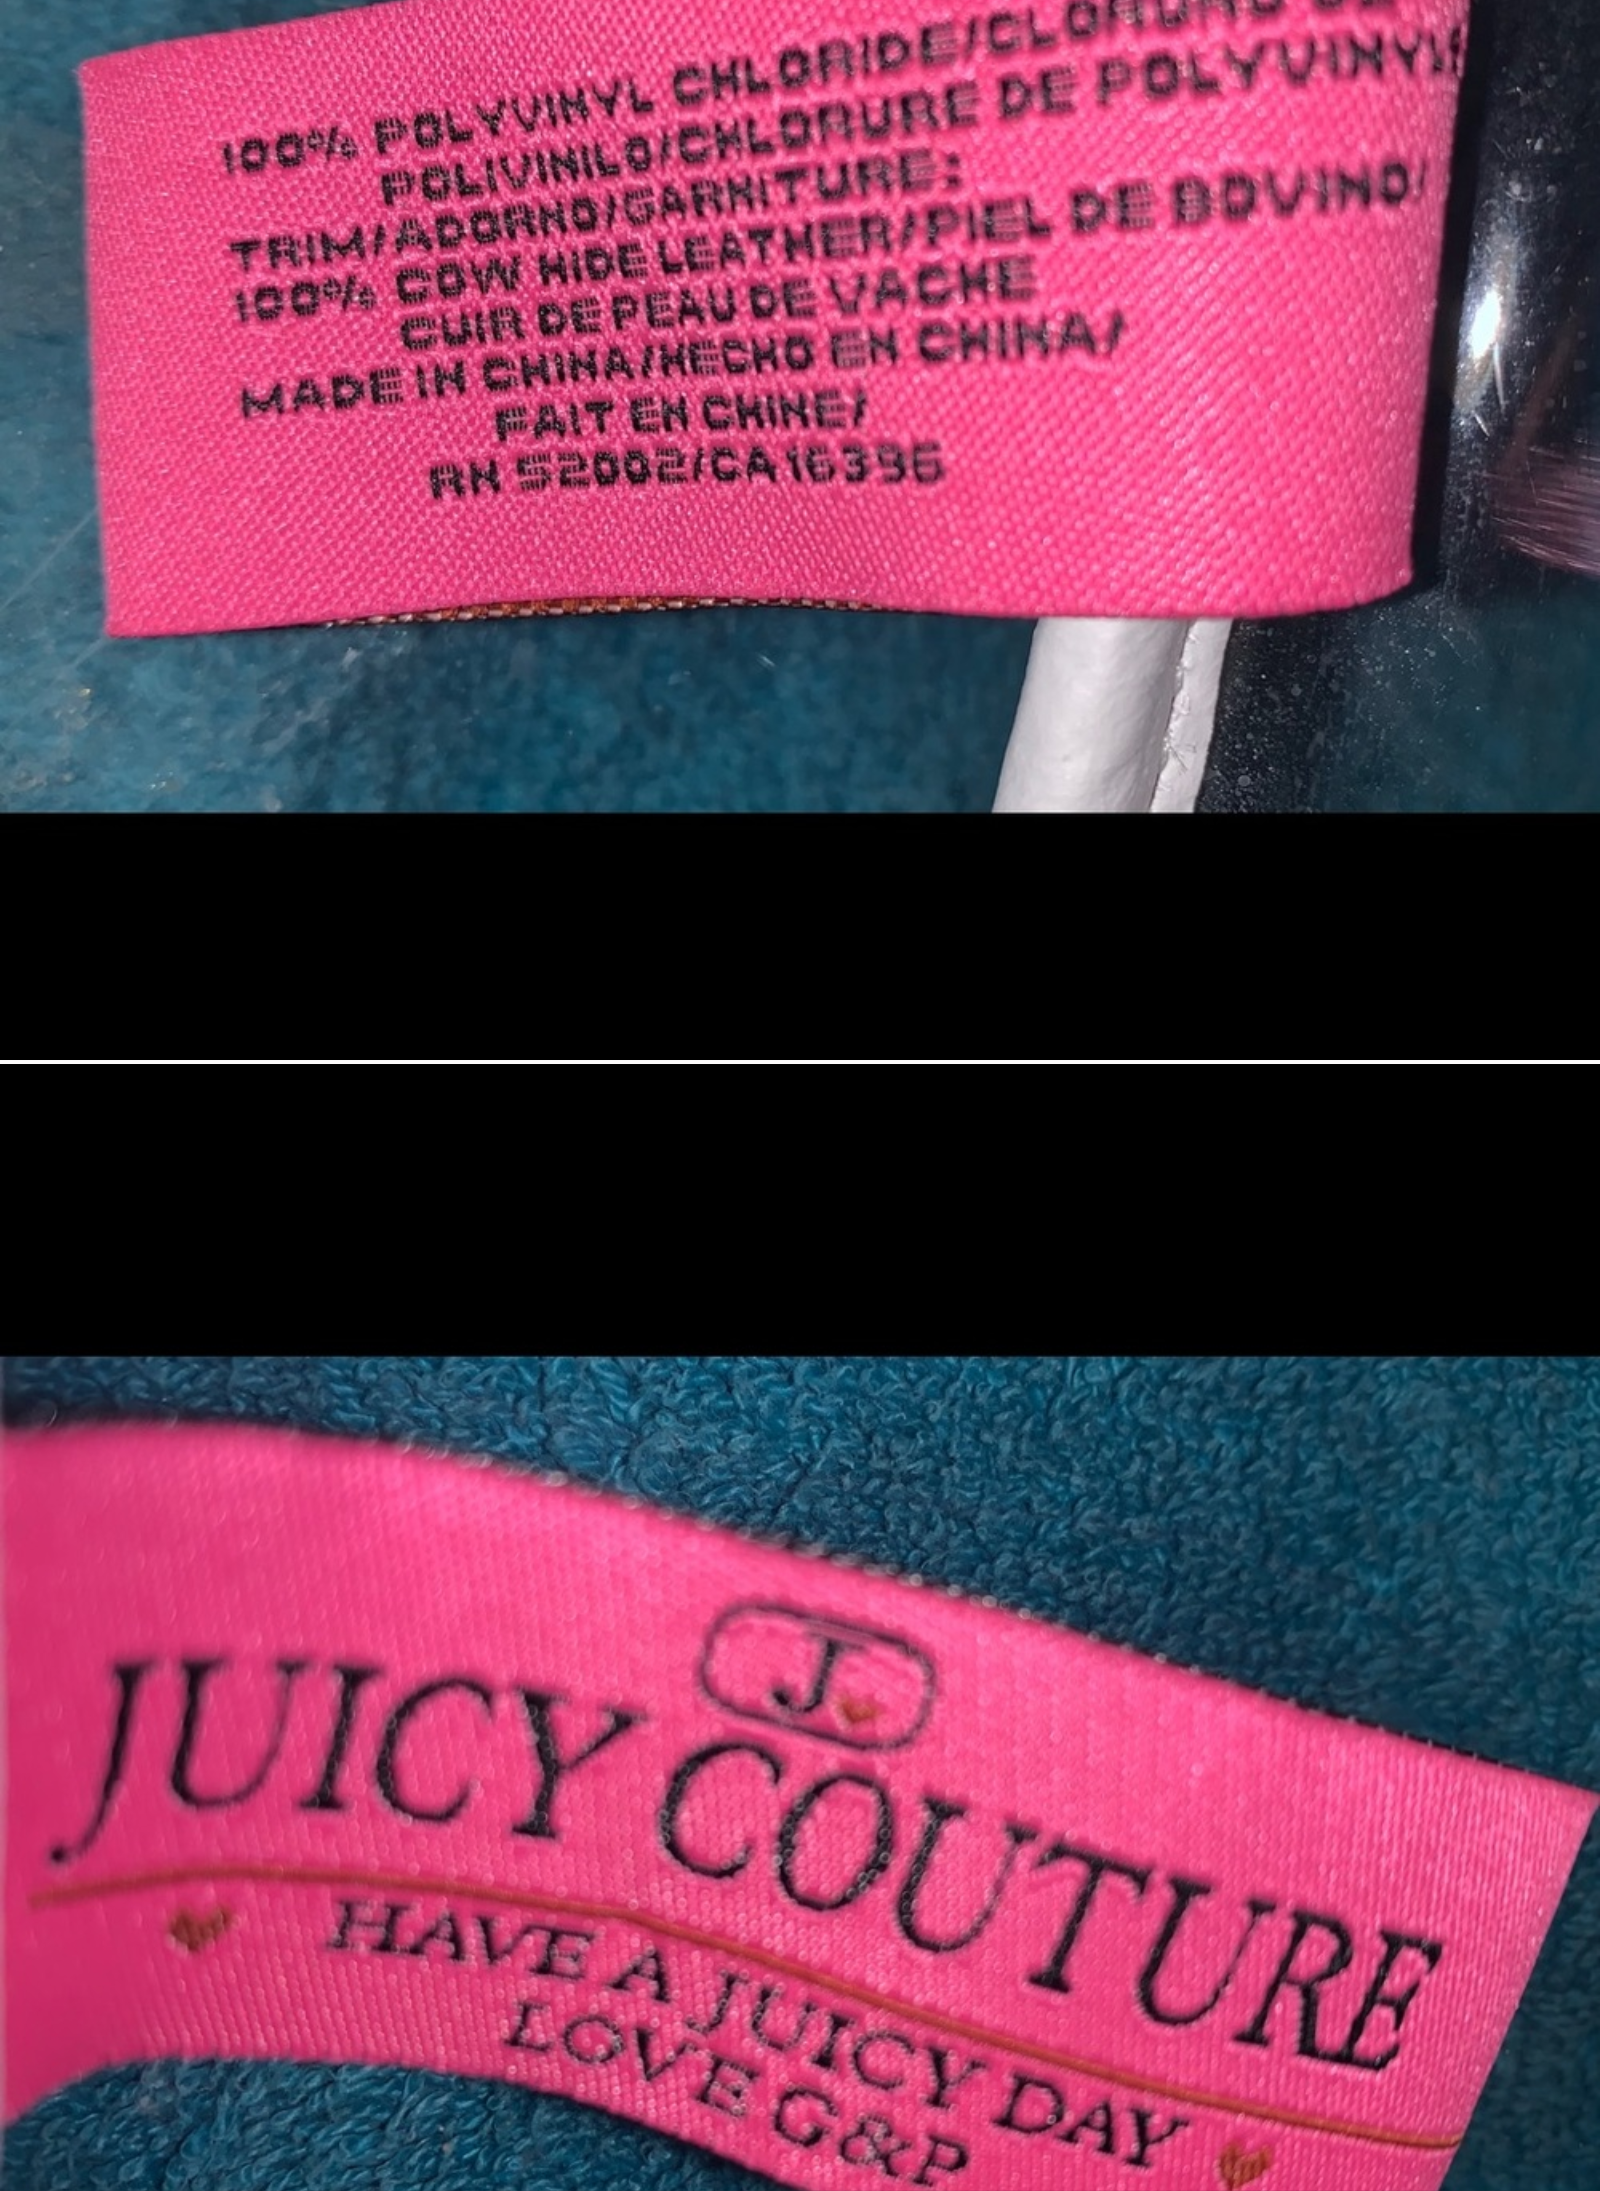 100% POLYVINYL CHLORIDE/CLORURO DE
POLIVINILO/CHLORURE DE POLYVINYLE
TRIM/ADORNO/GARNITURE:
100% COW HIDE LEATHER/PIEL DE BOVINO/
CUIR DE PEAU DE VACHE
MADE IN CHINA/HECHO EN CHINA/
FAIT EN CHINE/
RN 52002/CA16396
J
JUICY COUTURE
HAVE A JUICY DAY
LOVE G&P